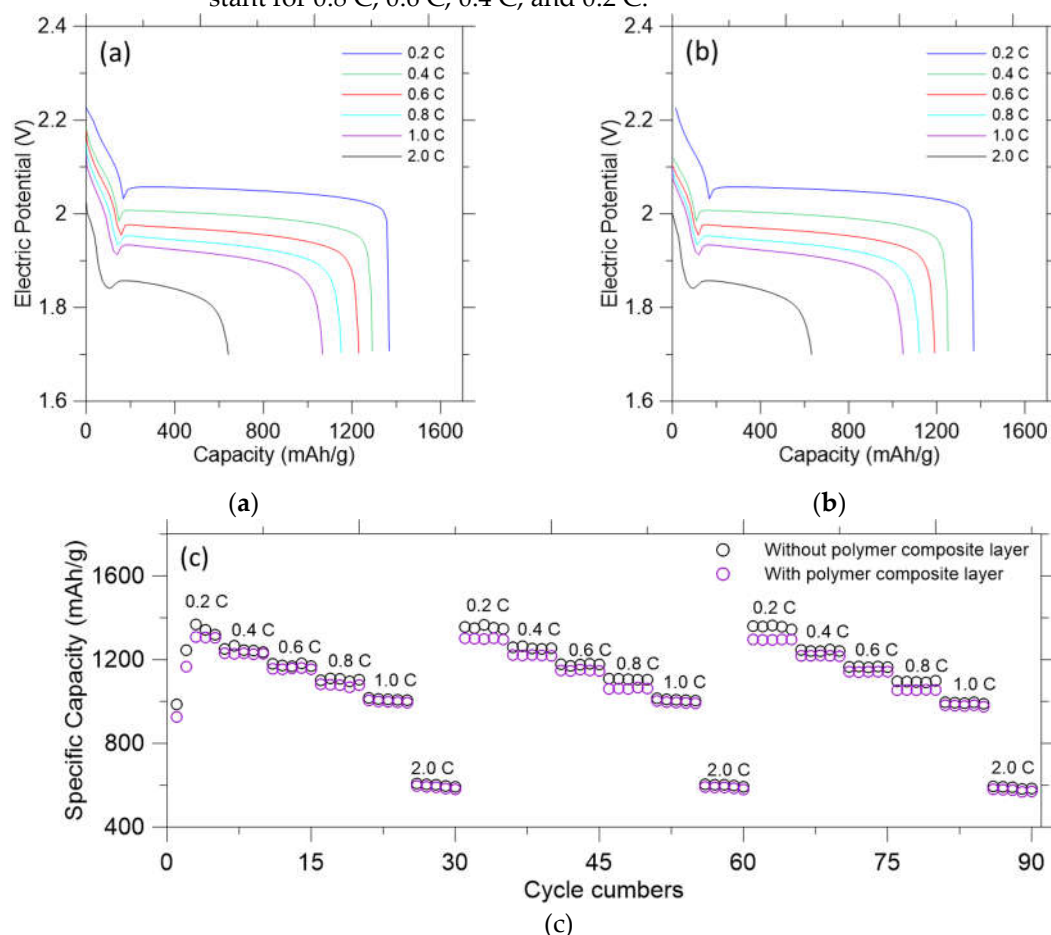 stant for 0.8 C, 0.6 C, 0.4 C, and 0.2 C.
(a)
0.2 C
0.4 C
0.6 C
0.8 C
1.0 C
2.0 C
2.4
2.2
2
1.8
1.6
Electric Potential (V)
0 400 800 1200 1600
Capacity (mAh/g)
(b)
0.2 C
0.4 C
0.6 C
0.8 C
1.0 C
2.0 C
2.4
2.2
2
1.8
1.6
Electric Potential (V)
0 400 800 1200 1600
Capacity (mAh/g)
(a) (b)
(c)
Without polymer composite layer
With polymer composite layer
1600
1200
800
400
Specific Capacity (mAh/g)
0.2 C 0.4 C 0.6 C 0.8 C 1.0 C 2.0 C
0.2 C 0.4 C 0.6 C 0.8 C 1.0 C 2.0 C
0.2 C 0.4 C 0.6 C 0.8 C 1.0 C 2.0 C
0 15 30 45 60 75 90
Cycle cumbers
(c)